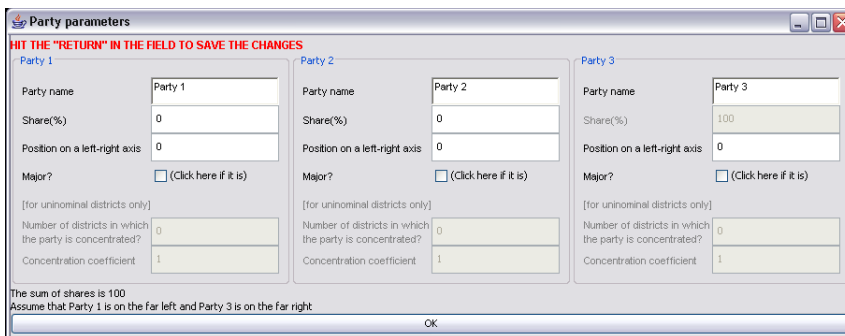 Party parameters
HIT THE "RETURN" IN THE FIELD TO SAVE THE CHANGES
Party 1
Party name Party 1
Share(%) 0
Position on a left-right axis 0
Major? (Click here if it is)
[for uninominal districts only]
Number of districts in which
the party is concentrated? 0
Concentration coefficient 1
Party 2
Party name Party 2
Share(%) 0
Position on a left-right axis 0
Major? (Click here if it is)
[for uninominal districts only]
Number of districts in which
the party is concentrated? 0
Concentration coefficient 1
Party 3
Party name Party 3
Share(%) 100
Position on a left-right axis 0
Major? (Click here if it is)
[for uninominal districts only]
Number of districts in which
the party is concentrated? 0
Concentration coefficient 1
The sum of shares is 100
Assume that Party 1 is on the far left and Party 3 is on the far right
OK